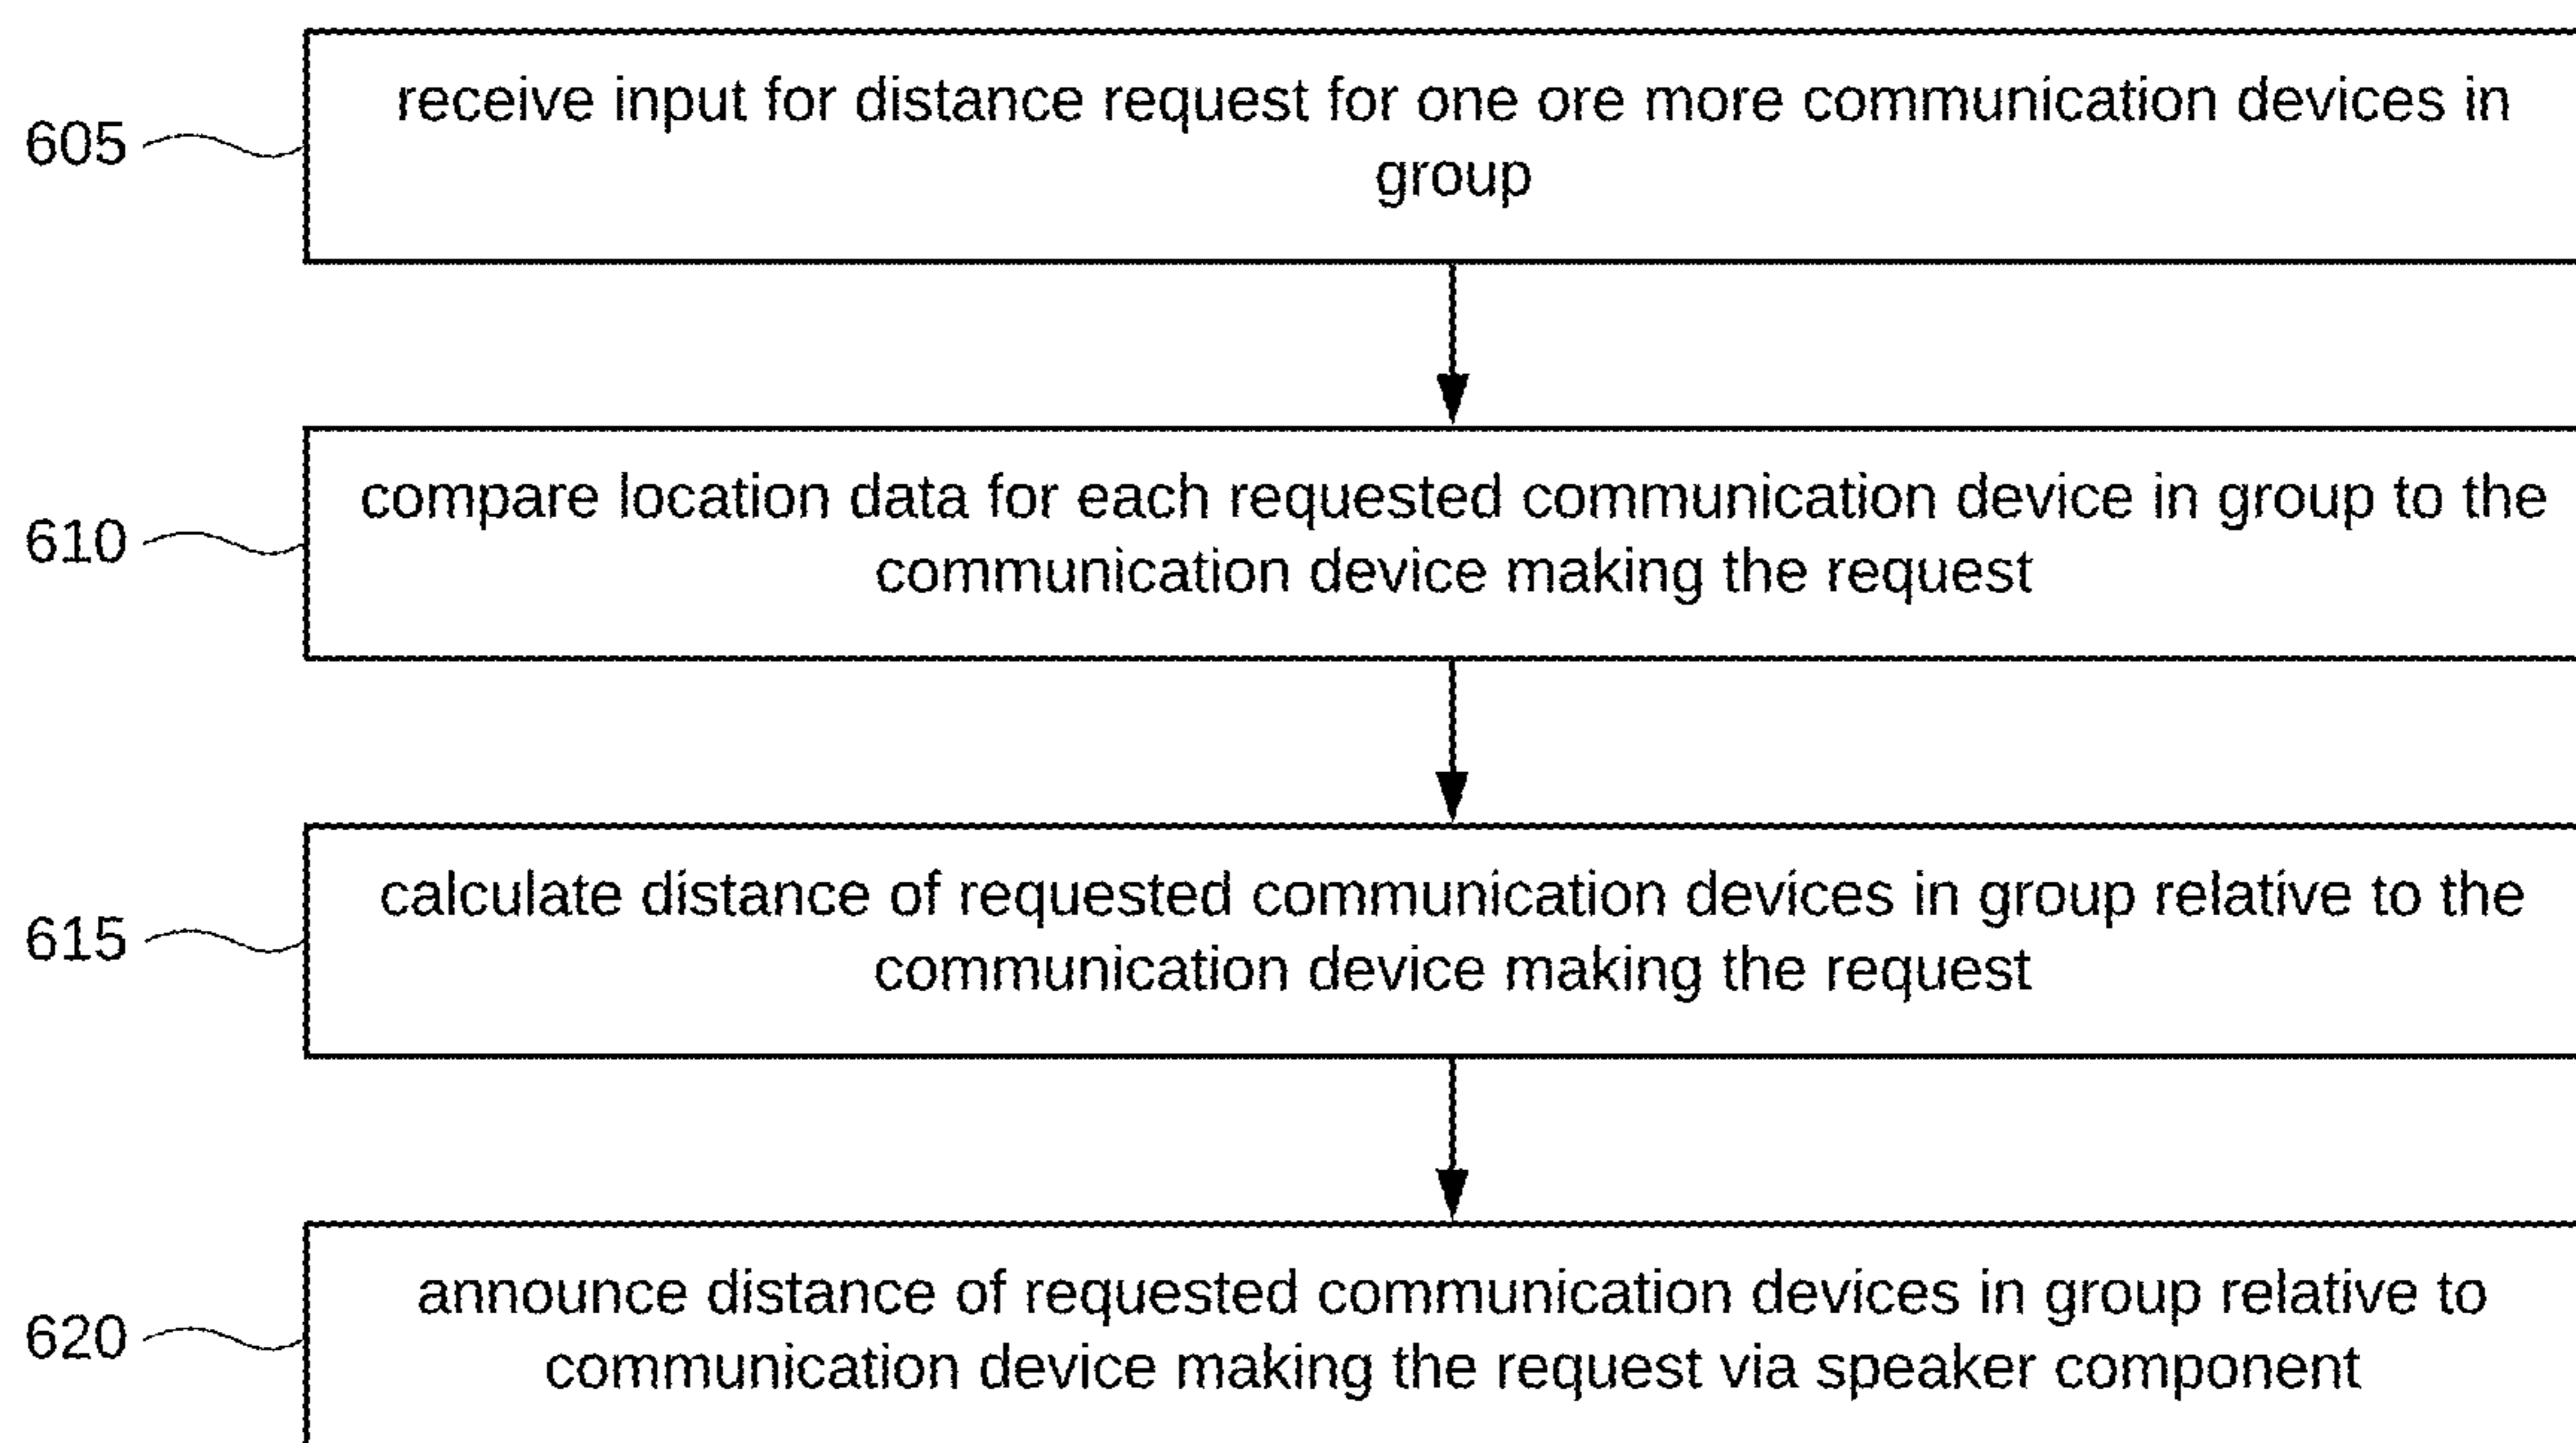 receive input for distance request for one ore more communication devices in
group
605
compare location data for each requested communication device in group to the
communication device making the request
610
calculate distance of requested communication devices in group relative to the
communication device making the request
615
announce distance of requested communication devices in group relative to
communication device making the request via speaker component
620